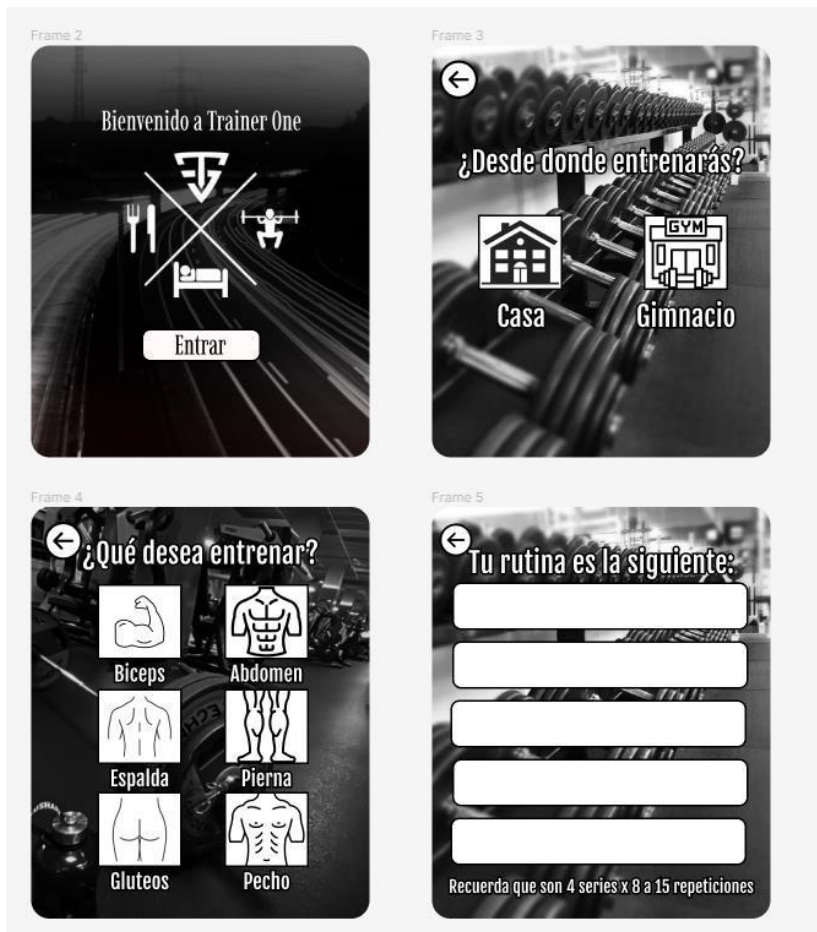 Frame 2
Bienvenido a Trainer One
Entrar
Frame 3
¿Desde donde entrenarás?
GYM
Casa
Gimnacio
Frame 4
¿Qué desea entrenar?
Biceps
Abdomen
Espalda
Pierna
Gluteos
Pecho
Frame 5
Tu rutina es la siguiente:
Recuerda que son 4 series x 8 a 15 repeticiones